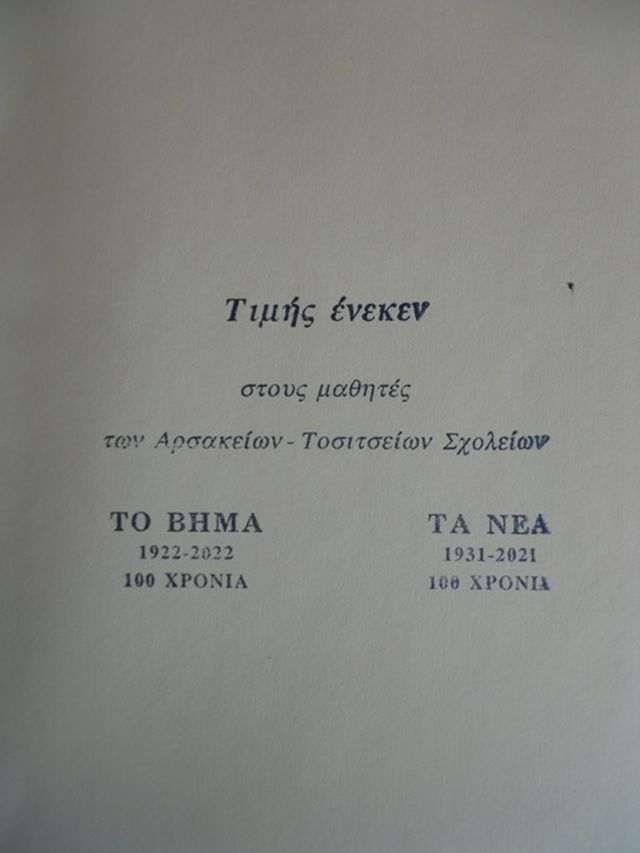 Τιμής ένεκεν
στους μαθητές
των Αρσακείων - Τοσιτσείων Σχολείων
ΤΟ ΒΗΜΑ
1922-2022
100 ΧΡΟΝΙΑ
ΤΑ ΝΕΑ
1931-2021
100 ΧΡΟΝΙΑ